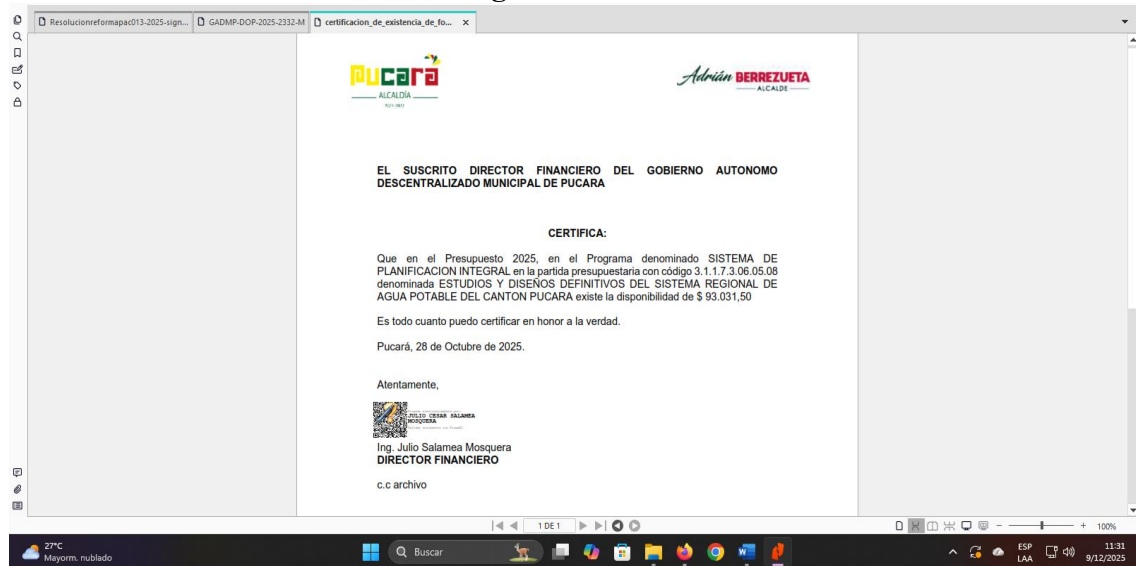 Resolucionreformapac013-2025-sign...
GADMP-DOP-2025-2332-M
certificacion_de_existencia_de_fo...
pucará
ALCALDÍA
Adrián BERREZUETA
ALCALDE
EL SUSCRITO DIRECTOR FINANCIERO DEL GOBIERNO AUTONOMO
DESCENTRALIZADO MUNICIPAL DE PUCARA
CERTIFICA:
Que en el Presupuesto 2025, en el Programa denominado SISTEMA DE
PLANIFICACION INTEGRAL en la partida presupuestaria con código 3.1.1.7.3.06.05.08
denominada ESTUDIOS Y DISEÑOS DEFINITIVOS DEL SISTEMA REGIONAL DE
AGUA POTABLE DEL CANTON PUCARA existe la disponibilidad de $ 93.031,50
Es todo cuanto puedo certificar en honor a la verdad.
Pucará, 28 de Octubre de 2025.
Atentamente,
JULIO CESAR SALAMEA
MOSQUERA
Ing. Julio Salamea Mosquera
DIRECTOR FINANCIERO
c.c archivo
1 DE 1
100%
27°C
Mayorm. nublado
Buscar
ESP
LAA
11:31
9/12/2025